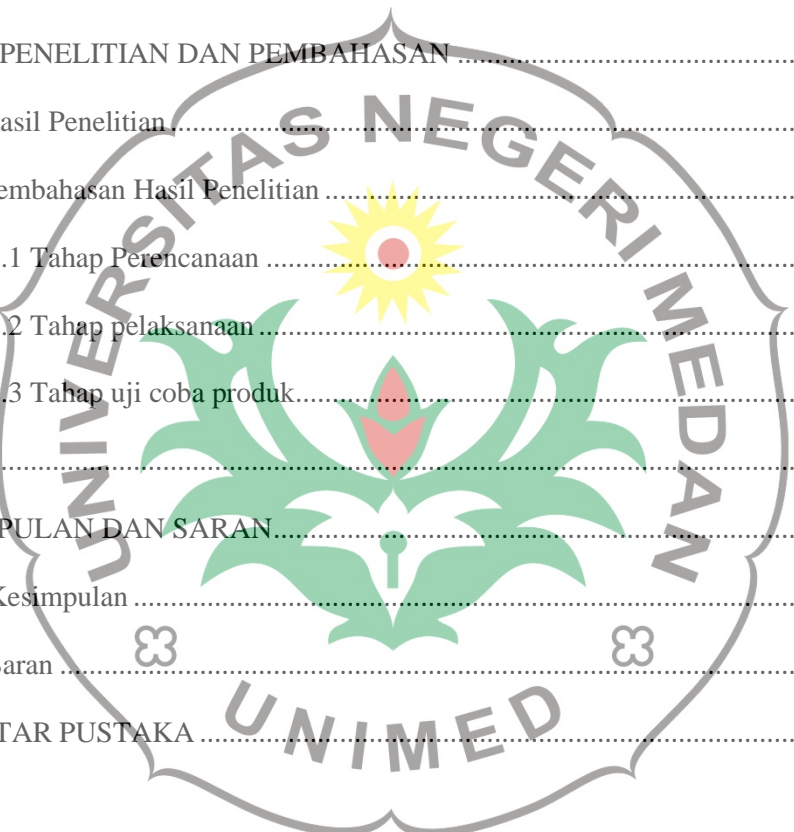 PENELITIAN DAN PEMBAHASAN ................................................
asil Penelitian ................................................
embahasan Hasil Penelitian ................................................
.1 Tahap Perencanaan ................................................
.2 Tahap pelaksanaan ................................................
.3 Tahap uji coba produk................................................
................................................
PULAN DAN SARAN................................................
Kesimpulan ................................................
Saran ................................................
TAR PUSTAKA ................................................
UNIVERSITAS NEGERI MEDAN
UNIMED